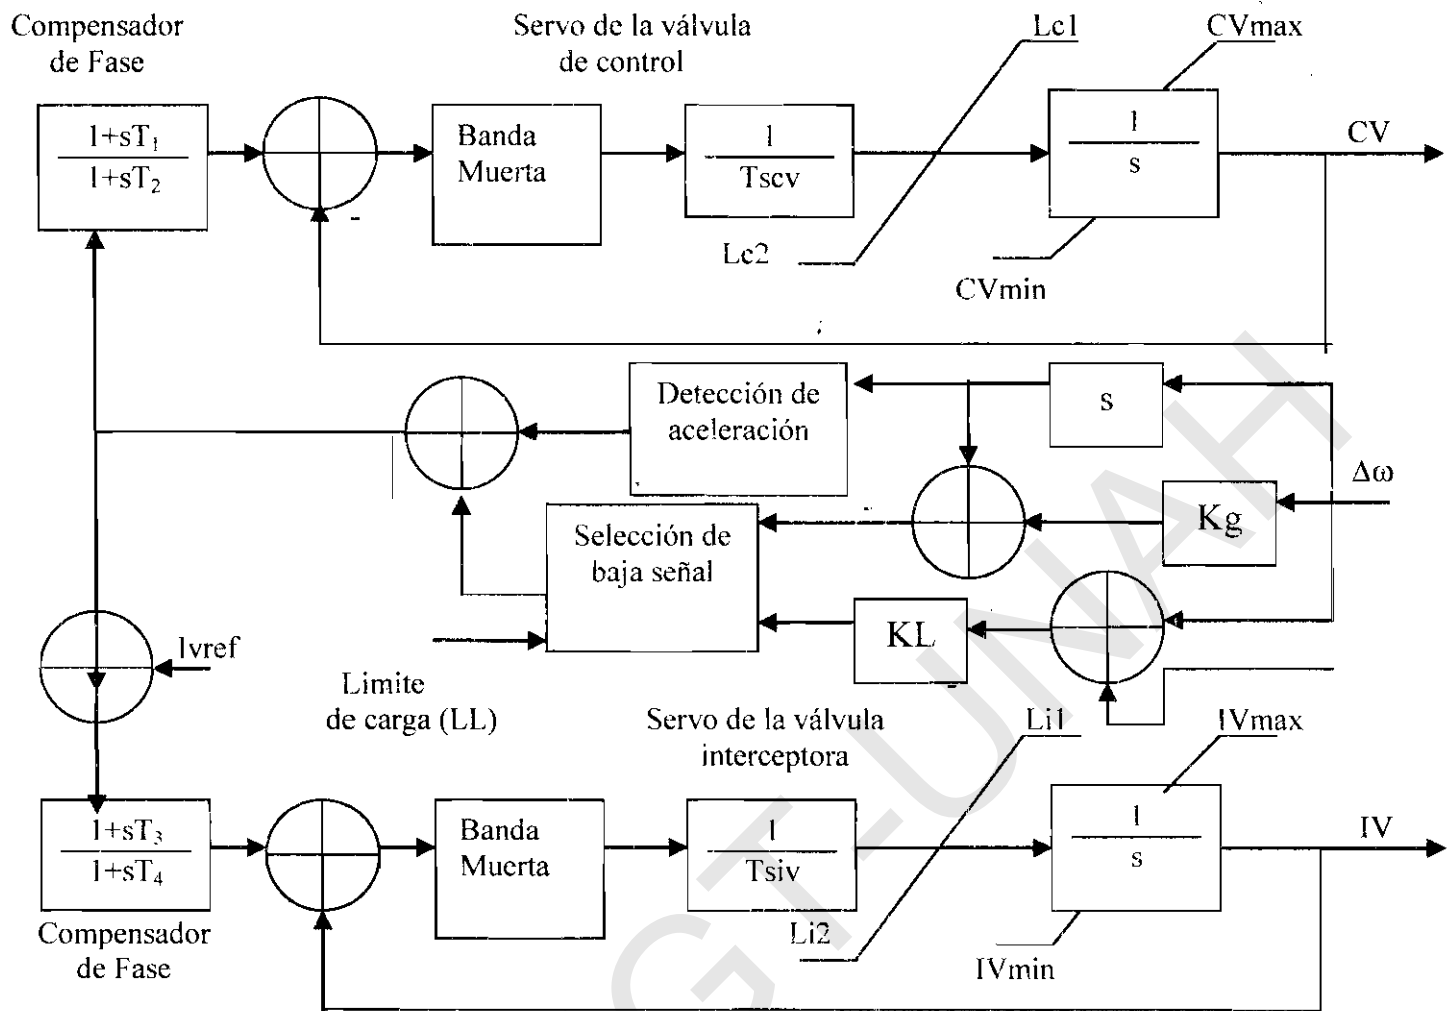 Compensador
de Fase
Servo de la válvula
de control
Lc1
CVmax
1+sT₁
1+sT₂
Banda
Muerta
1
Tscv
1
s
CV
-
Lc2
CVmin
Detección de
aceleración
s
Δω
Kg
Selección de
baja señal
KL
Ivref
Limite
de carga (LL)
Servo de la válvula
interceptora
Li1
IVmax
1+sT₃
1+sT₄
Banda
Muerta
1
Tsiv
1
s
IV
Compensador
de Fase
Li2
IVmin
GT-UNAH